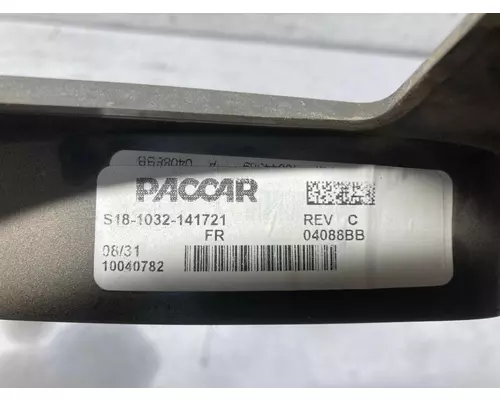 PACCAR
S18-1032-141721 REV C
FR 04088BB
08/31
10040782